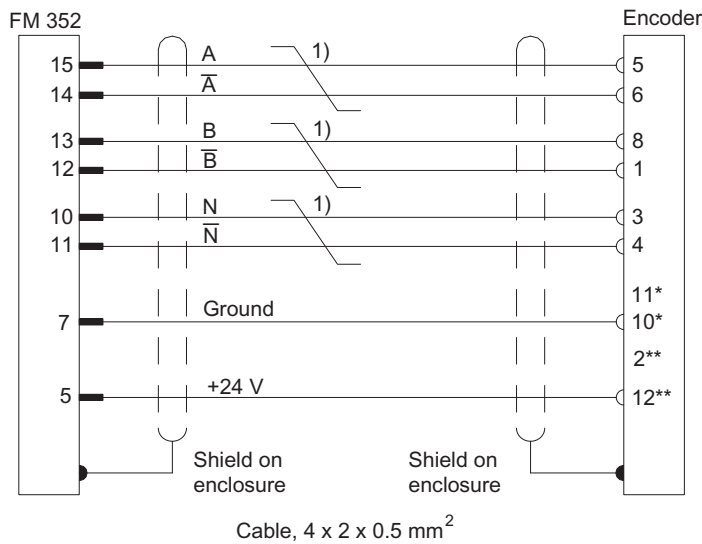 FM 352 Encoder
15 A 1) 5
14 A̅ 6
13 B 1) 8
12 B̅ 1
10 N 1) 3
11 N̅ 4
11*
7 Ground 10*
2**
5 +24 V 12**
Shield on enclosure Shield on enclosure
Cable, 4 x 2 x 0.5 mm²